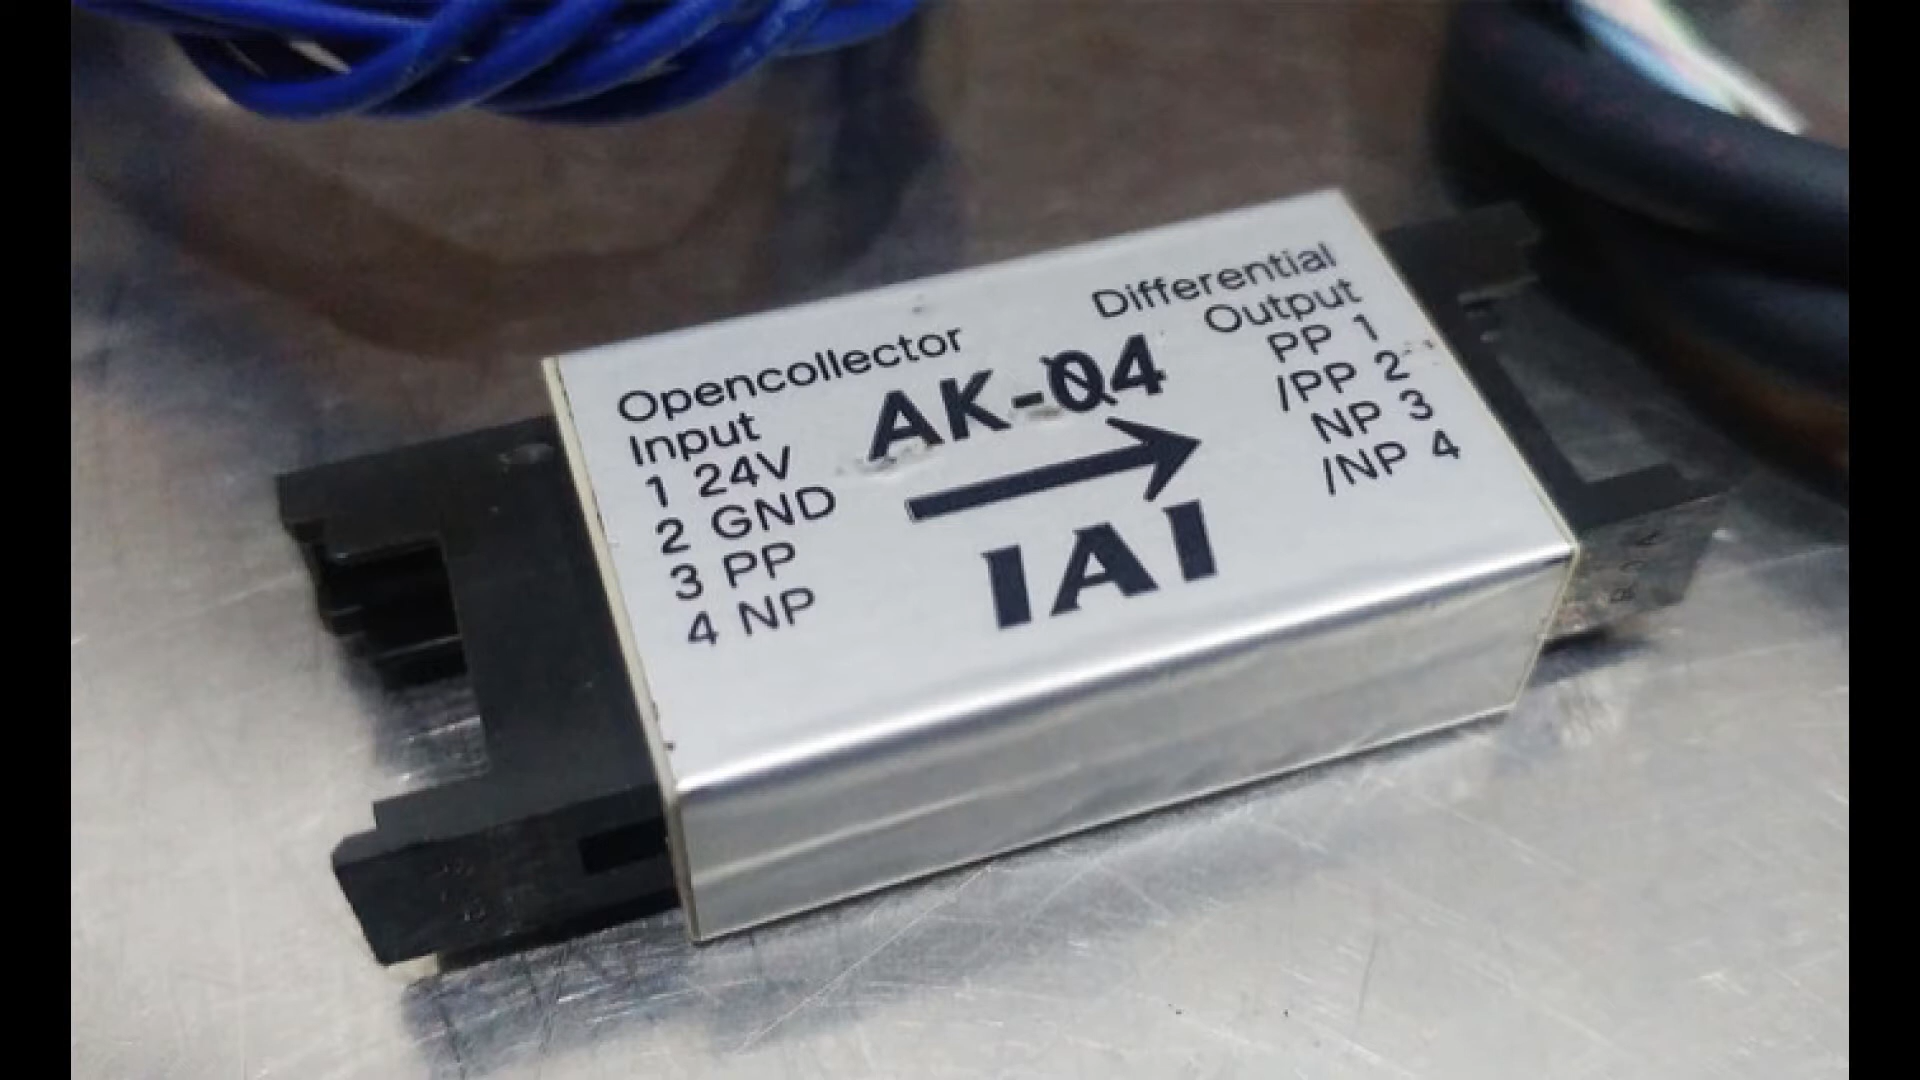 Opencollector
Input
1 24V
2 GND
3 PP
4 NP
AK-04
IAI
Differential
Output
PP 1
/PP 2
NP 3
/NP 4